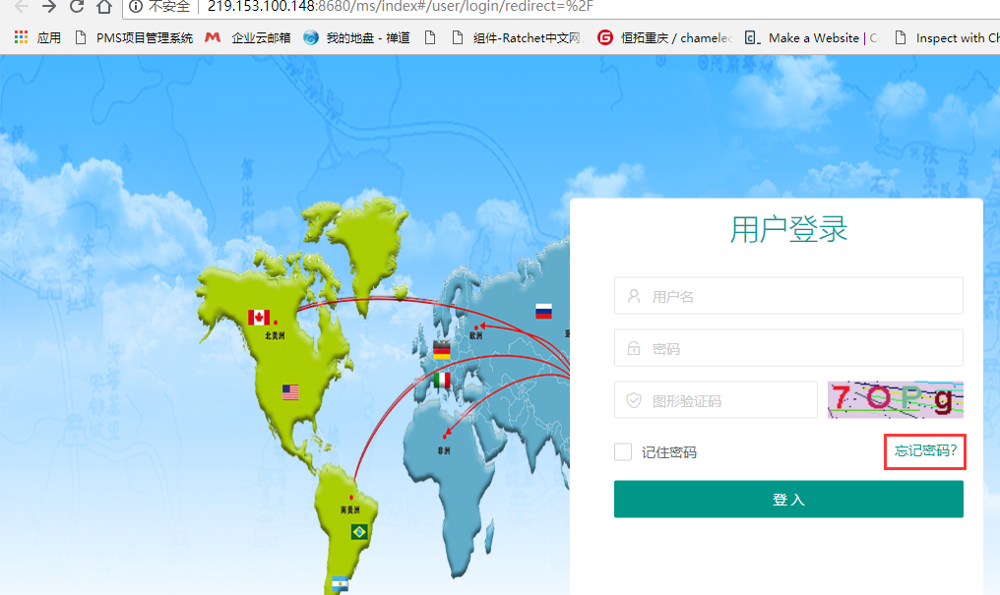 不安全 219.153.100.148:8680/ms/index#/user/login/redirect=%2F
应用 PMS项目管理系统 企业云邮箱 我的地盘 - 禅道 组件-Ratchet中文网 恒拓重庆 / chamele Make a Website | C Inspect with Ch
用户登录
用户名
密码
图形验证码 7OPg
记住密码 忘记密码?
登 入
北美洲
欧洲
非洲
南美洲